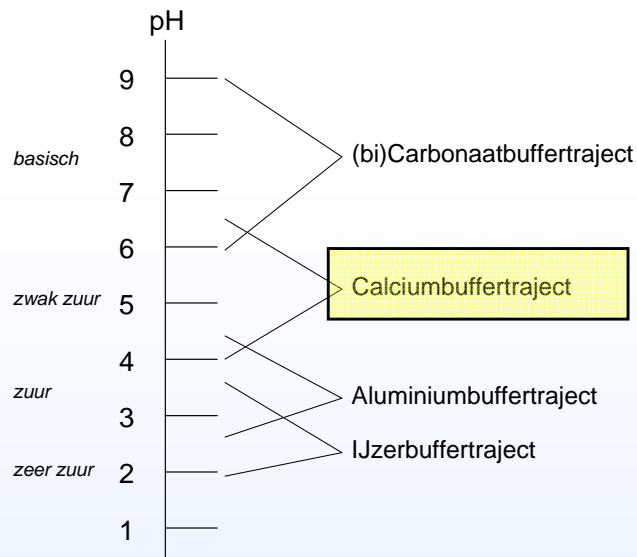 pH
9
8
basisch
(bi)Carbonaatbuffertraject
7
6
Calciumbuffertraject
zwak zuur
5
4
zuur
Aluminiumbuffertraject
3
IJzerbuffertraject
zeer zuur
2
1